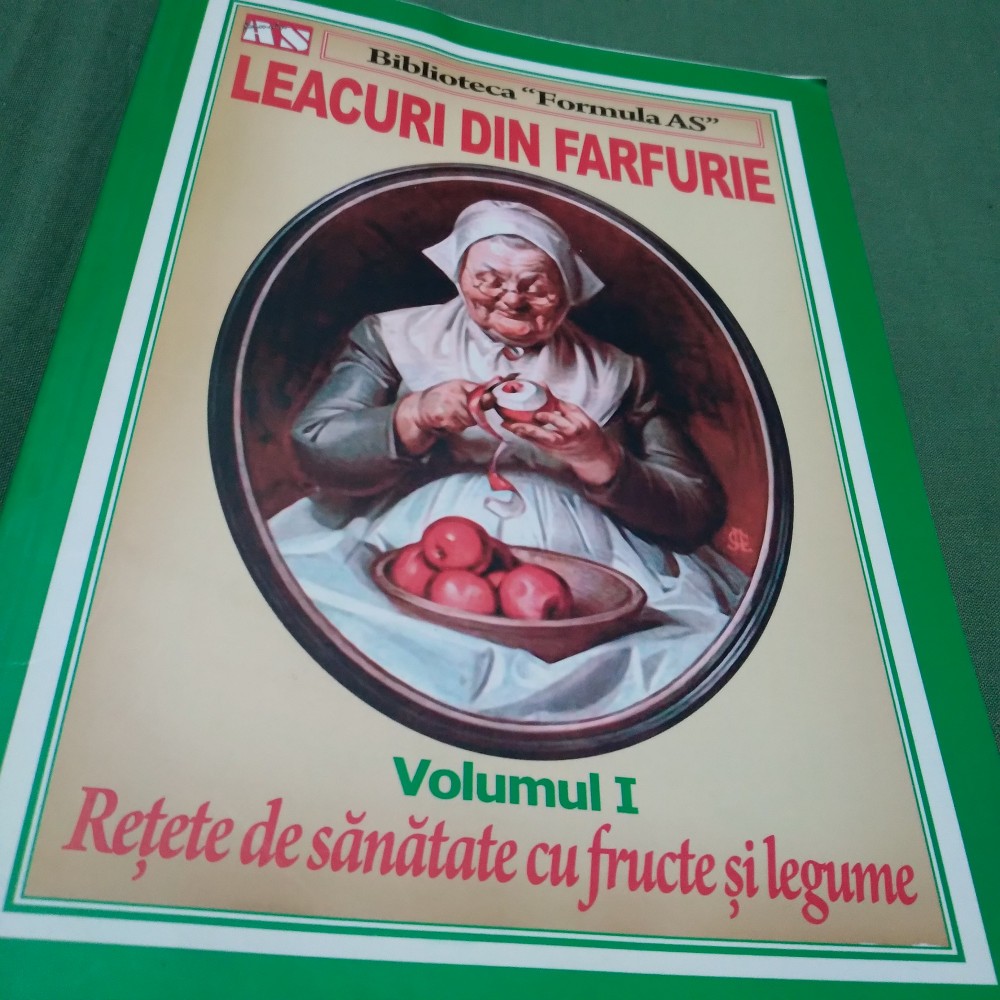 AS
Biblioteca "Formula AS"
LEACURI DIN FARFURIE
Volumul I
Rețete de sănătate cu fructe și legume